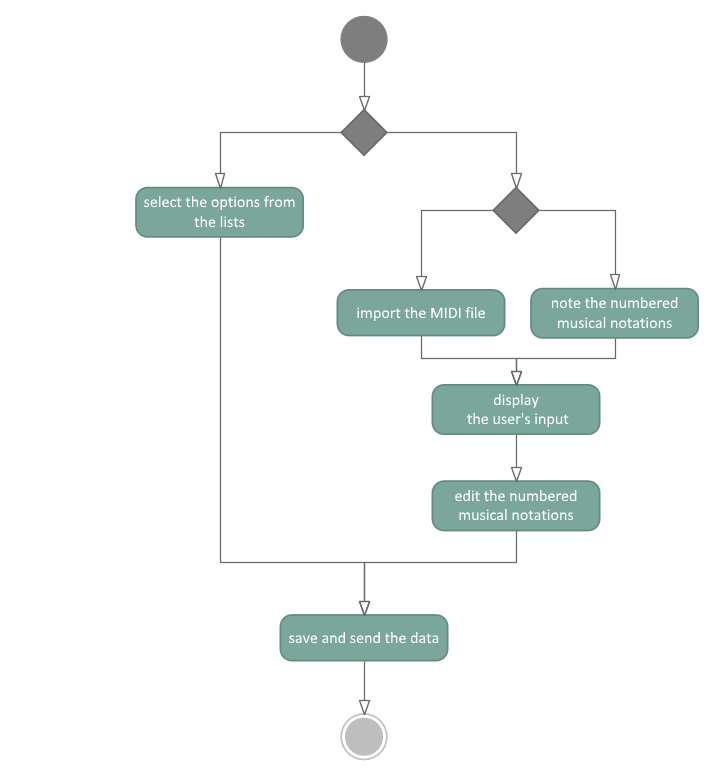 select the options from
the lists
import the MIDI file
note the numbered
musical notations
display
the user's input
edit the numbered
musical notations
save and send the data